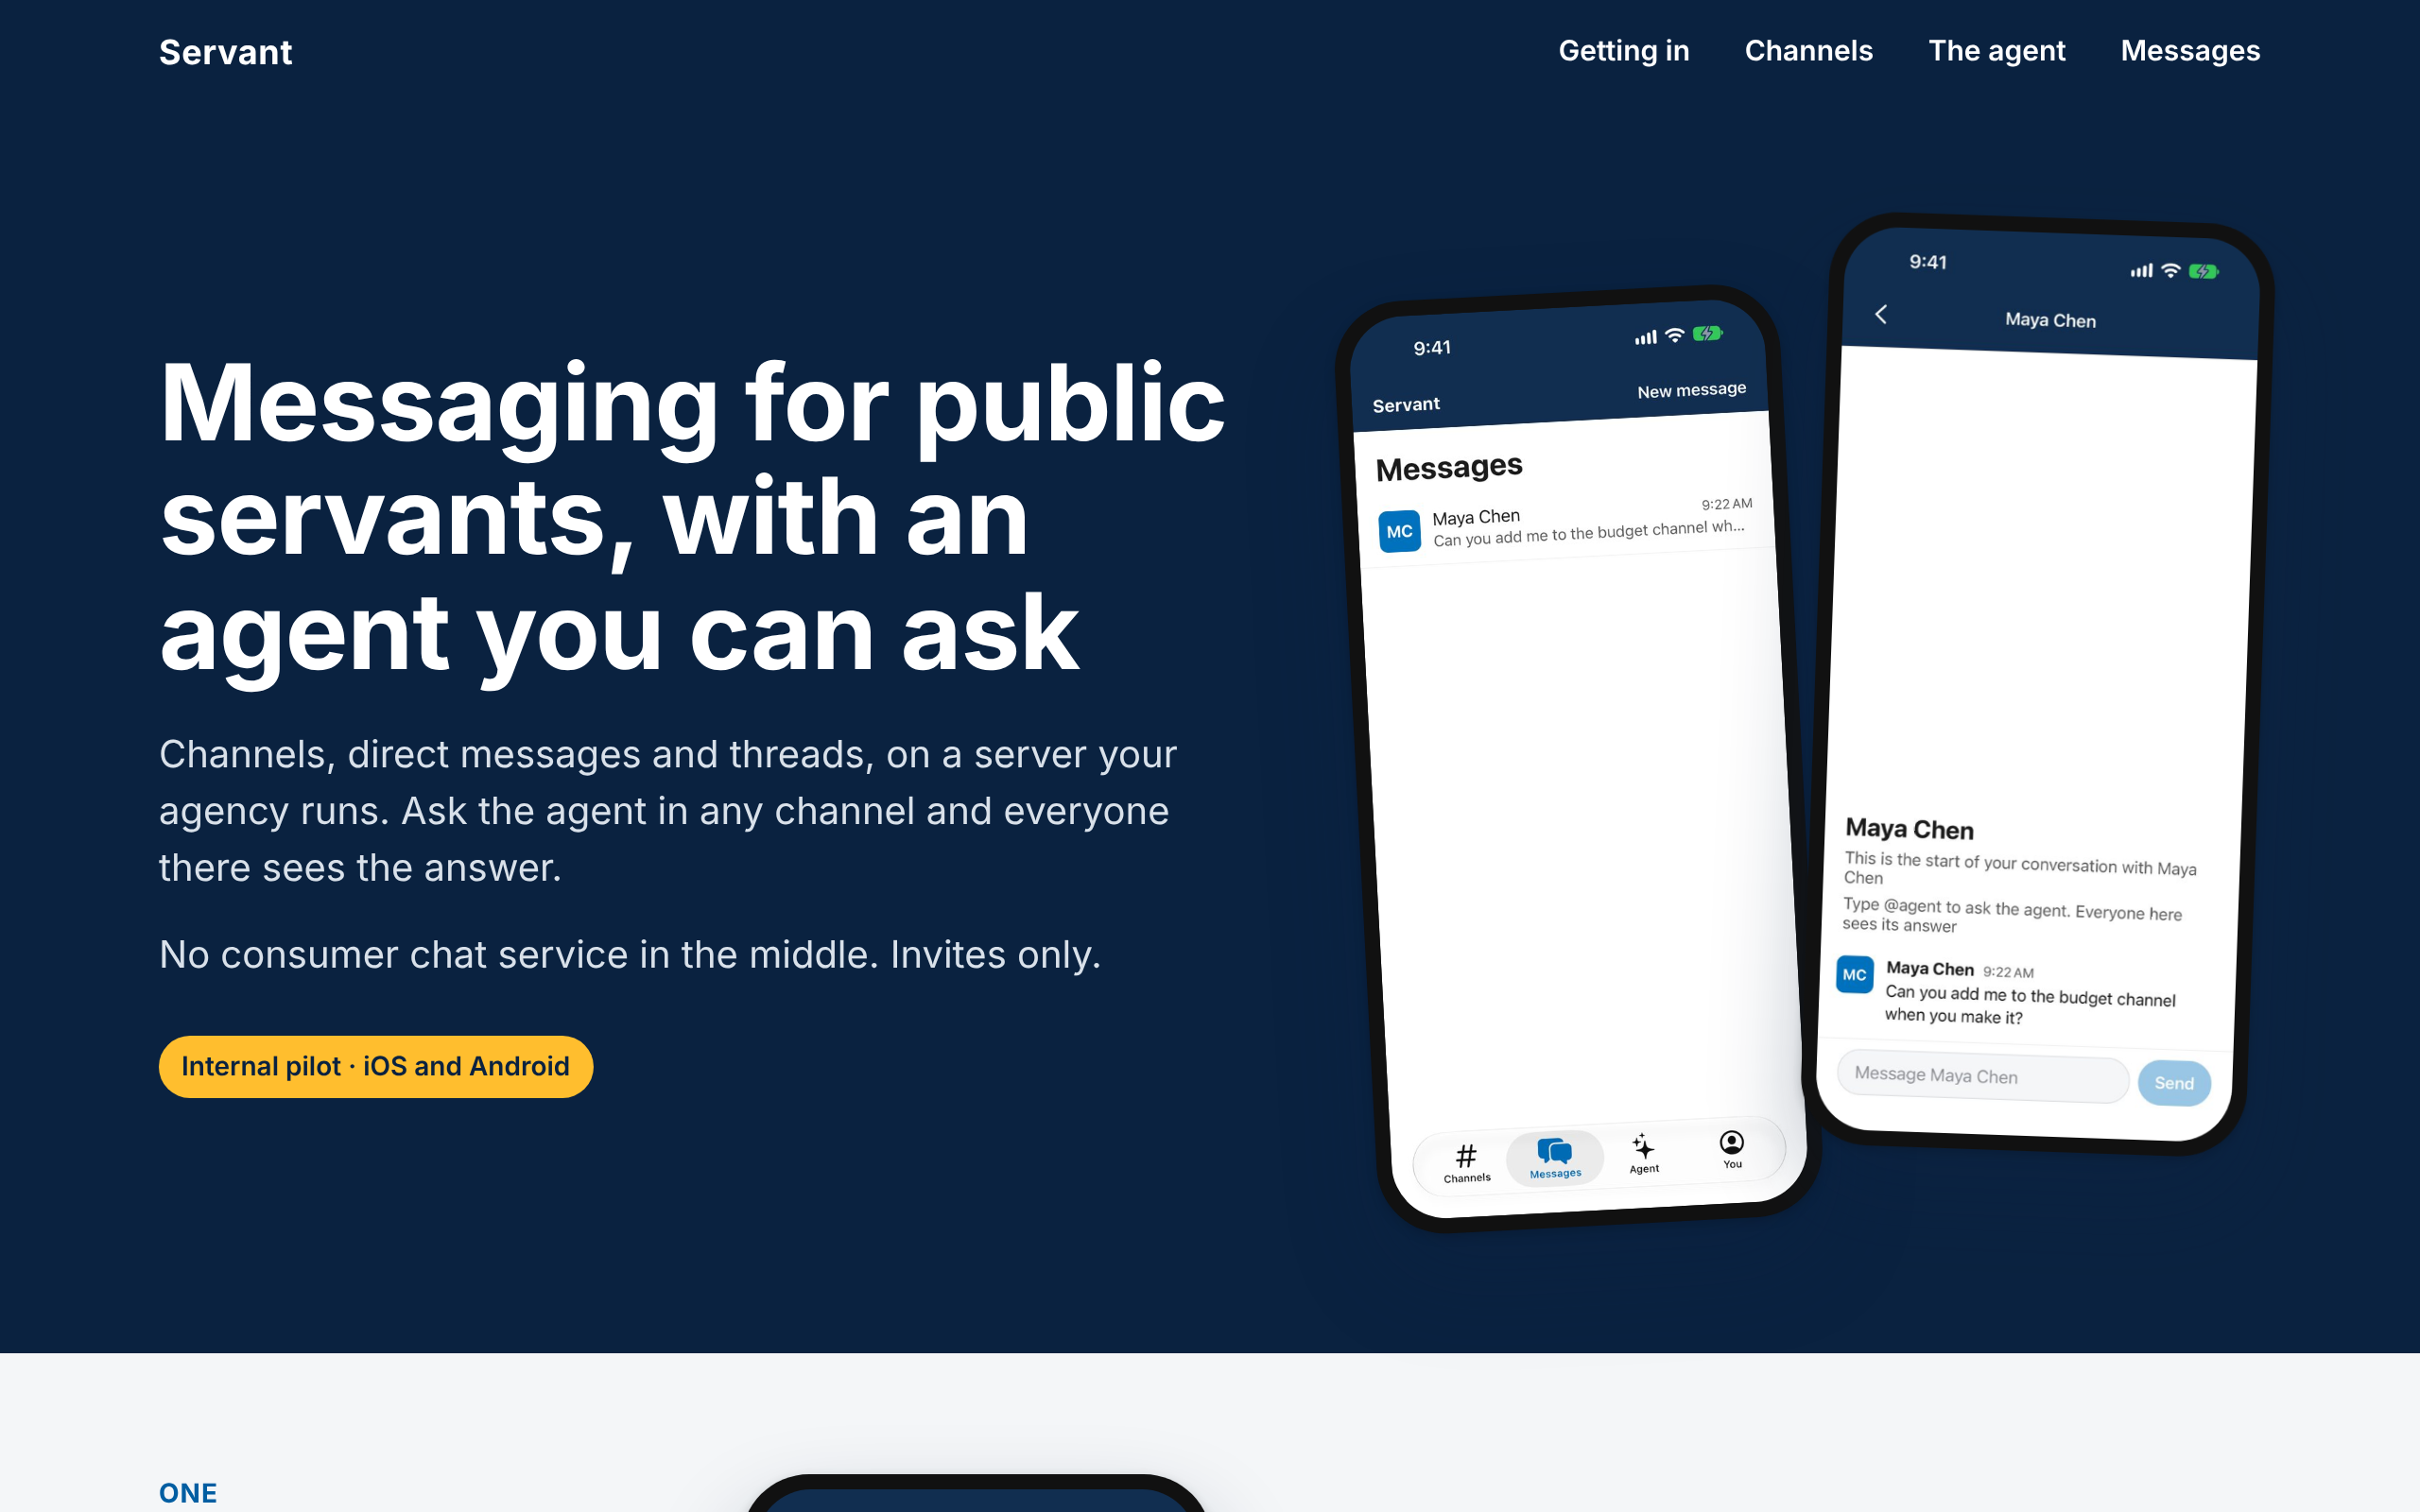 Servant
Getting in
Channels
The agent
Messages
Messaging for public
servants, with an
agent you can ask
Channels, direct messages and threads, on a server your
agency runs. Ask the agent in any channel and everyone
there sees the answer.
No consumer chat service in the middle. Invites only.
Internal pilot · iOS and Android
9:41
Servant
New message
Messages
MC
Maya Chen
9:22 AM
Can you add me to the budget channel wh...
Channels
Messages
Agent
You
9:41
Maya Chen
Maya Chen
This is the start of your conversation with Maya
Chen
Type @agent to ask the agent. Everyone here
sees its answer
MC
Maya Chen 9:22 AM
Can you add me to the budget channel
when you make it?
Message Maya Chen
Send
ONE